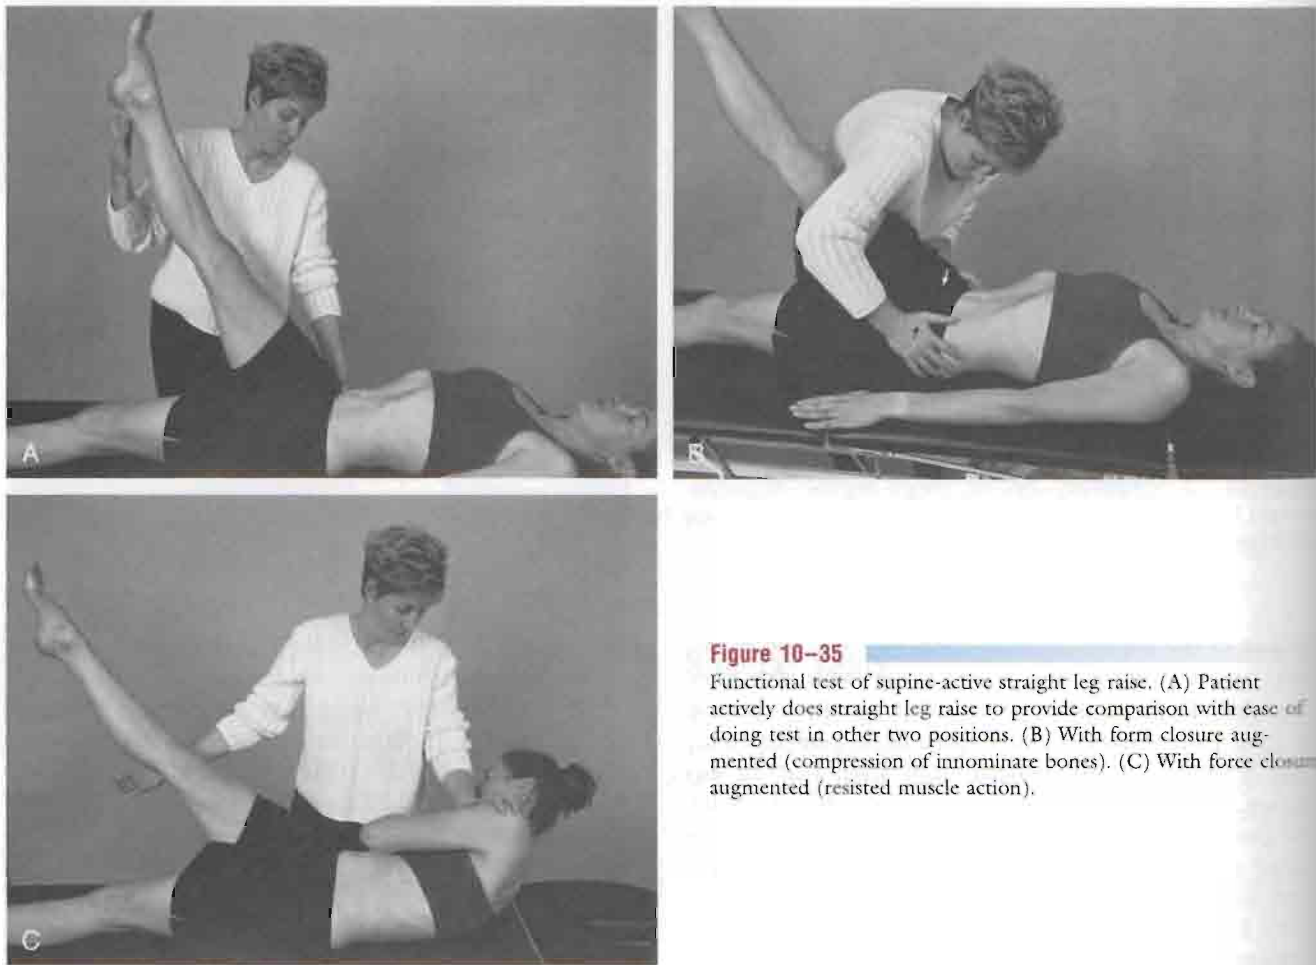 A
B
C
Figure 10–35
Functional test of supine-active straight leg raise. (A) Patient
actively does straight leg raise to provide comparison with ease of
doing test in other two positions. (B) With form closure aug-
mented (compression of innominate bones). (C) With force closure
augmented (resisted muscle action).